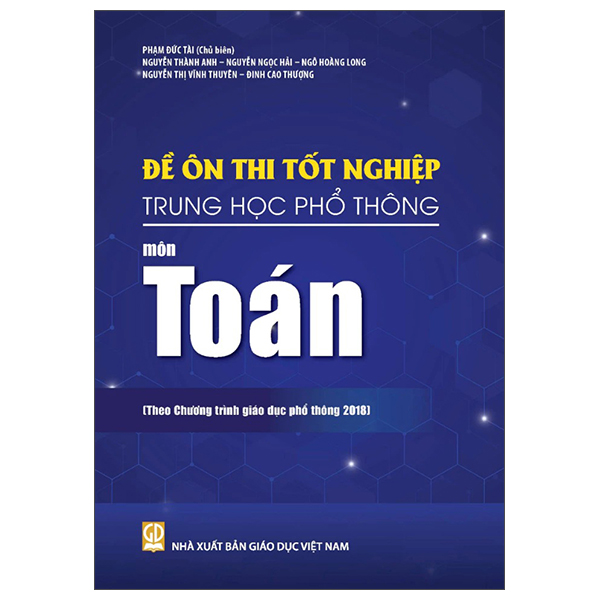 PHẠM ĐỨC TÀI (Chủ biên)
NGUYỄN THÀNH ANH – NGUYỄN NGỌC HẢI – NGÔ HOÀNG LONG
NGUYỄN THỊ VĨNH THUYÊN – ĐINH CAO THƯỢNG
ĐỀ ÔN THI TỐT NGHIỆP
TRUNG HỌC PHỔ THÔNG
môn
Toán
(Theo Chương trình giáo dục phổ thông 2018)
GD
NHÀ XUẤT BẢN GIÁO DỤC VIỆT NAM